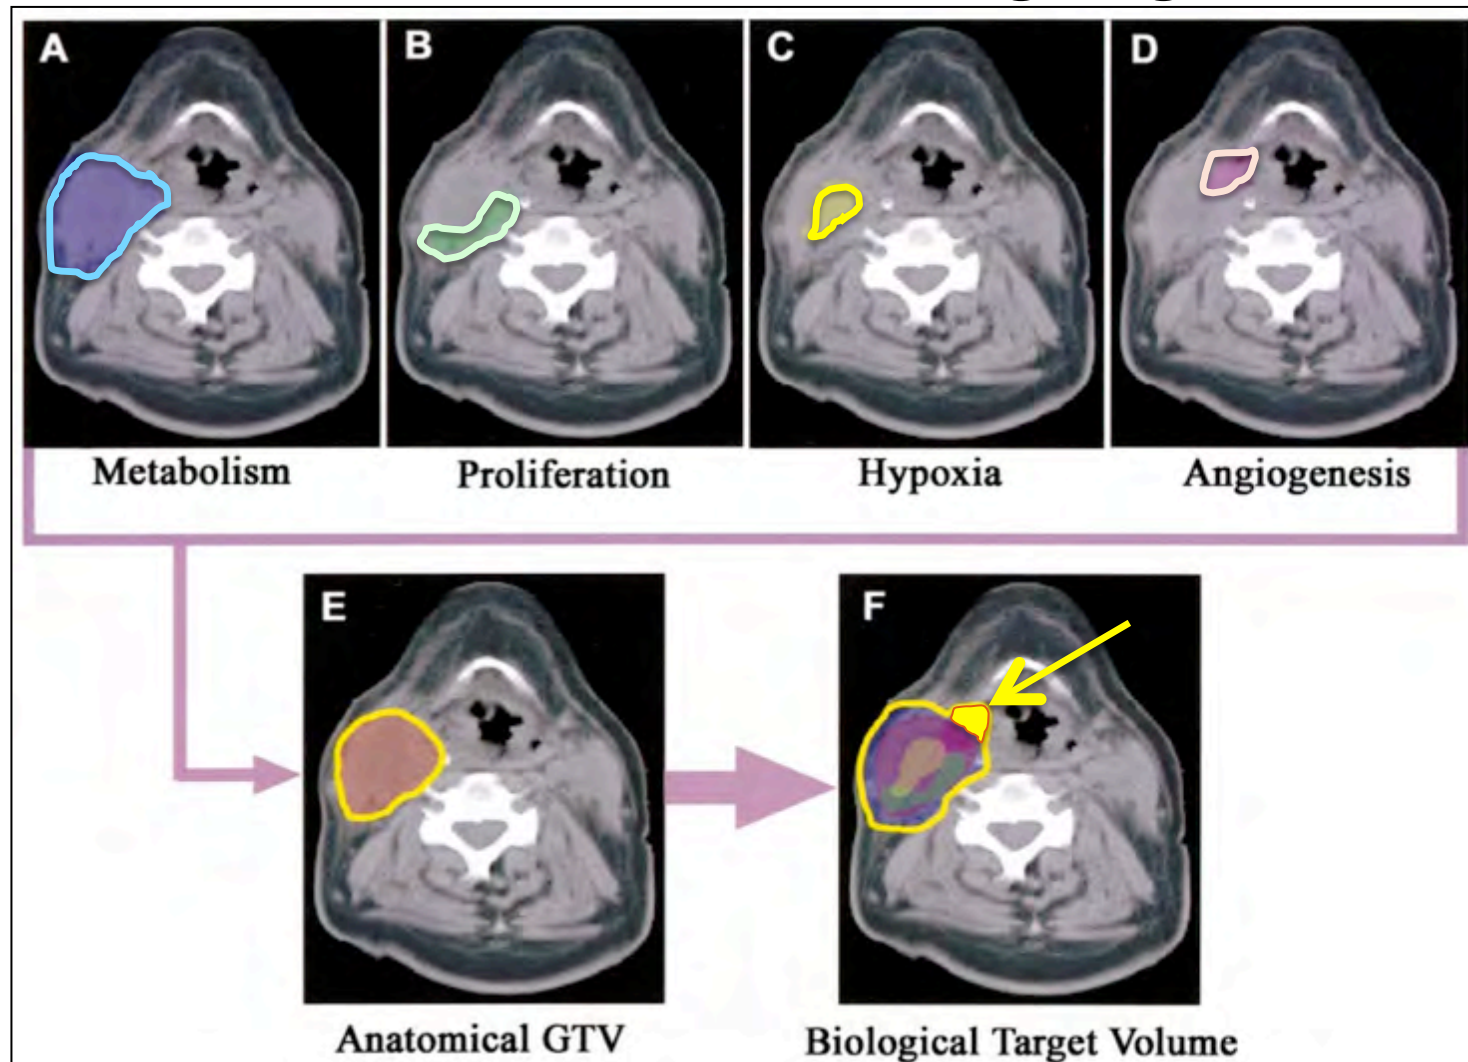 A B C D
Metabolism Proliferation Hypoxia Angiogenesis
E F
Anatomical GTV Biological Target Volume